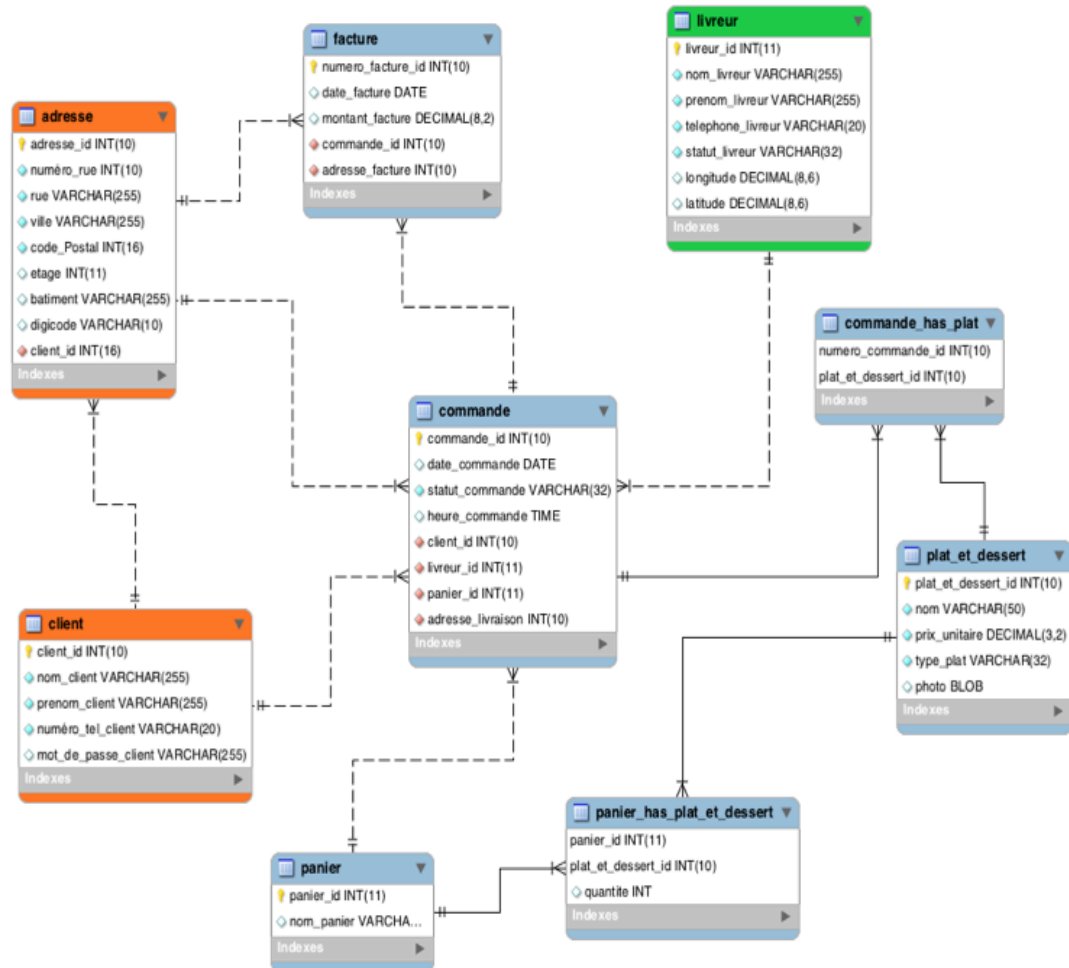 facture
numero_facture_id INT(10)
date_facture DATE
montant_facture DECIMAL(8,2)
commande_id INT(10)
adresse_facture INT(10)
Indexes
livreur
livreur_id INT(11)
nom_livreur VARCHAR(255)
prenom_livreur VARCHAR(255)
telephone_livreur VARCHAR(20)
statut_livreur VARCHAR(32)
longitude DECIMAL(8,6)
latitude DECIMAL(8,6)
Indexes
adresse
adresse_id INT(10)
numéro_rue INT(10)
rue VARCHAR(255)
ville VARCHAR(255)
code_Postal INT(16)
etage INT(11)
batiment VARCHAR(255)
digicode VARCHAR(10)
client_id INT(16)
Indexes
commande_has_plat
numero_commande_id INT(10)
plat_et_dessert_id INT(10)
Indexes
commande
commande_id INT(10)
date_commande DATE
statut_commande VARCHAR(32)
heure_commande TIME
client_id INT(10)
livreur_id INT(11)
panier_id INT(11)
adresse_livraison INT(10)
Indexes
plat_et_dessert
plat_et_dessert_id INT(10)
nom VARCHAR(50)
prix_unitaire DECIMAL(3,2)
type_plat VARCHAR(32)
photo BLOB
Indexes
client
client_id INT(10)
nom_client VARCHAR(255)
prenom_client VARCHAR(255)
numéro_tel_client VARCHAR(20)
mot_de_passe_client VARCHAR(255)
Indexes
panier_has_plat_et_dessert
panier_id INT(11)
plat_et_dessert_id INT(10)
quantite INT
Indexes
panier
panier_id INT(11)
nom_panier VARCHA...
Indexes